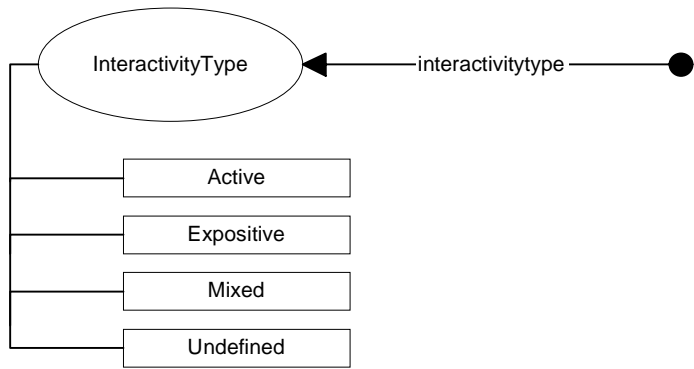 InteractivityType
interactivitytype
Active
Expositive
Mixed
Undefined